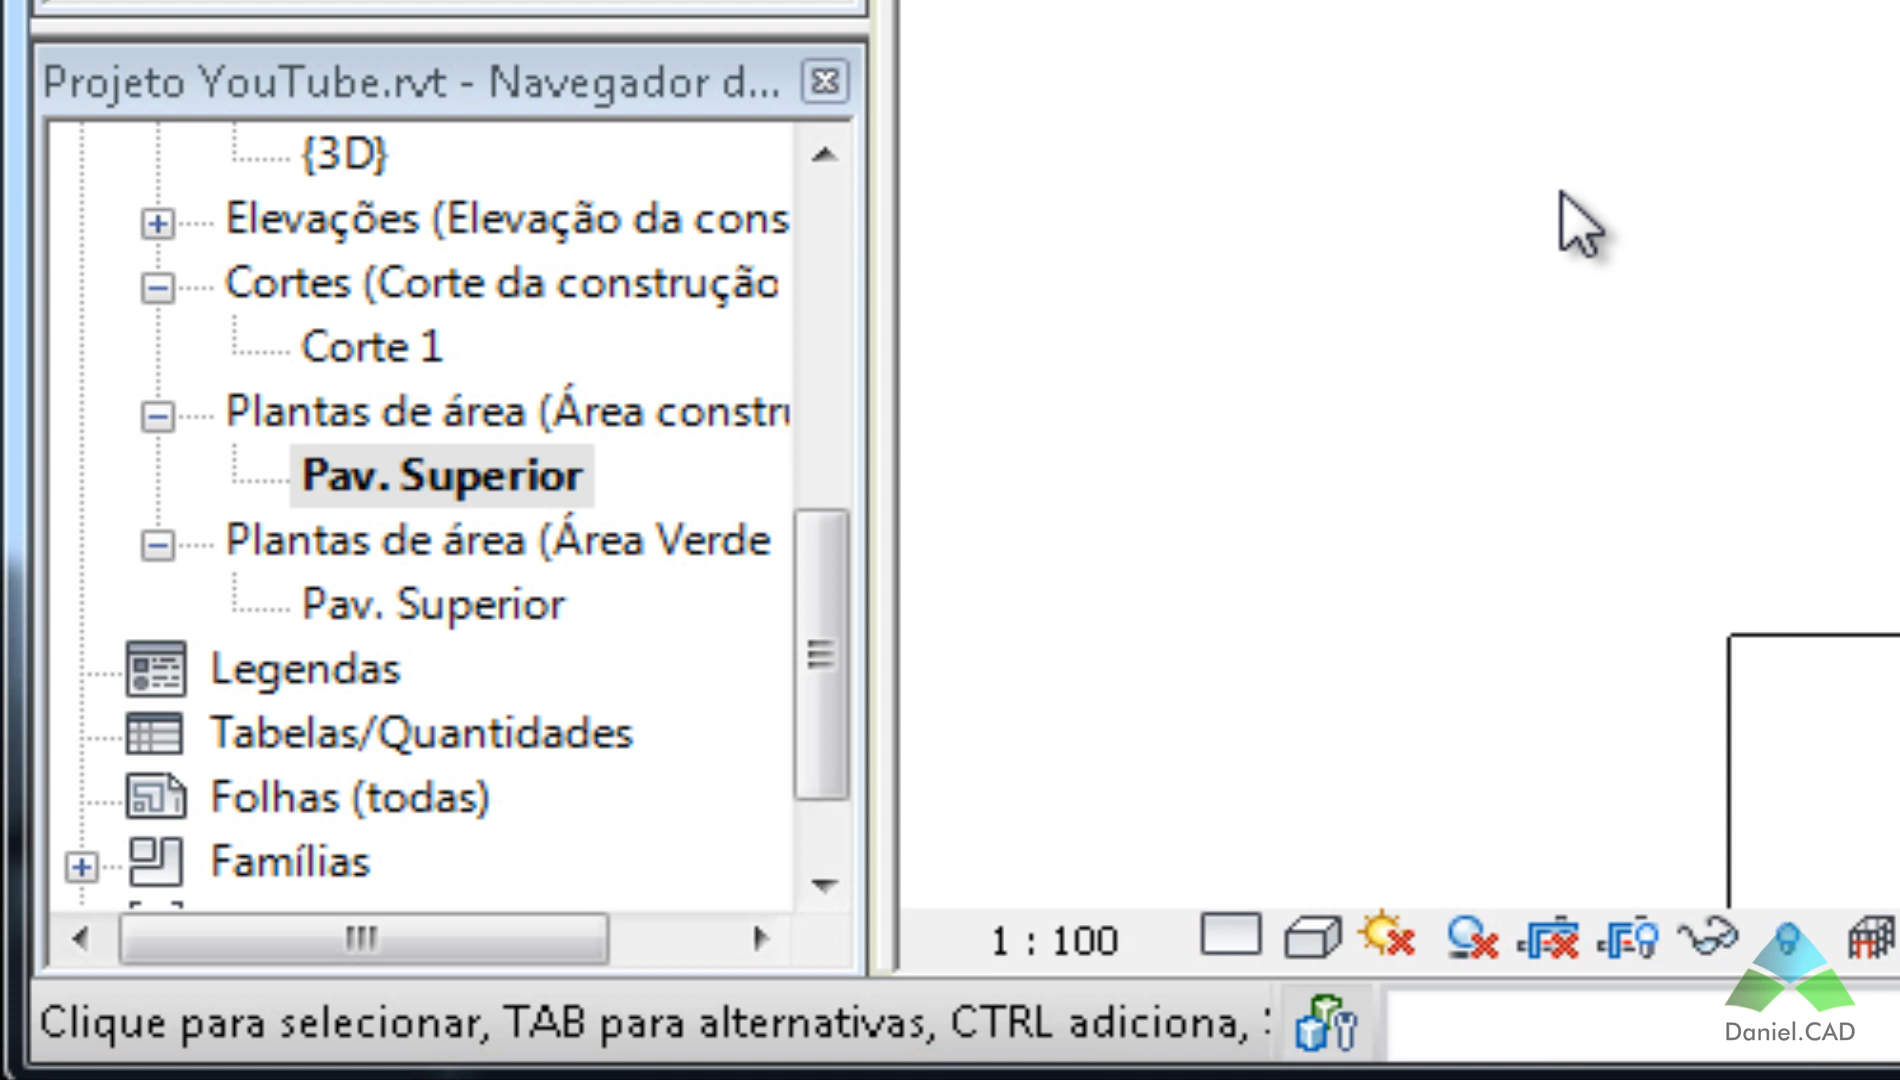 Projeto YouTube.rvt - Navegador d...
{3D}
Elevações (Elevação da cons
Cortes (Corte da construção
Corte 1
Plantas de área (Área constru
Pav. Superior
Plantas de área (Área Verde
Pav. Superior
Legendas
Tabelas/Quantidades
Folhas (todas)
Famílias
1 : 100
Clique para selecionar, TAB para alternativas, CTRL adiciona,
Daniel.CAD